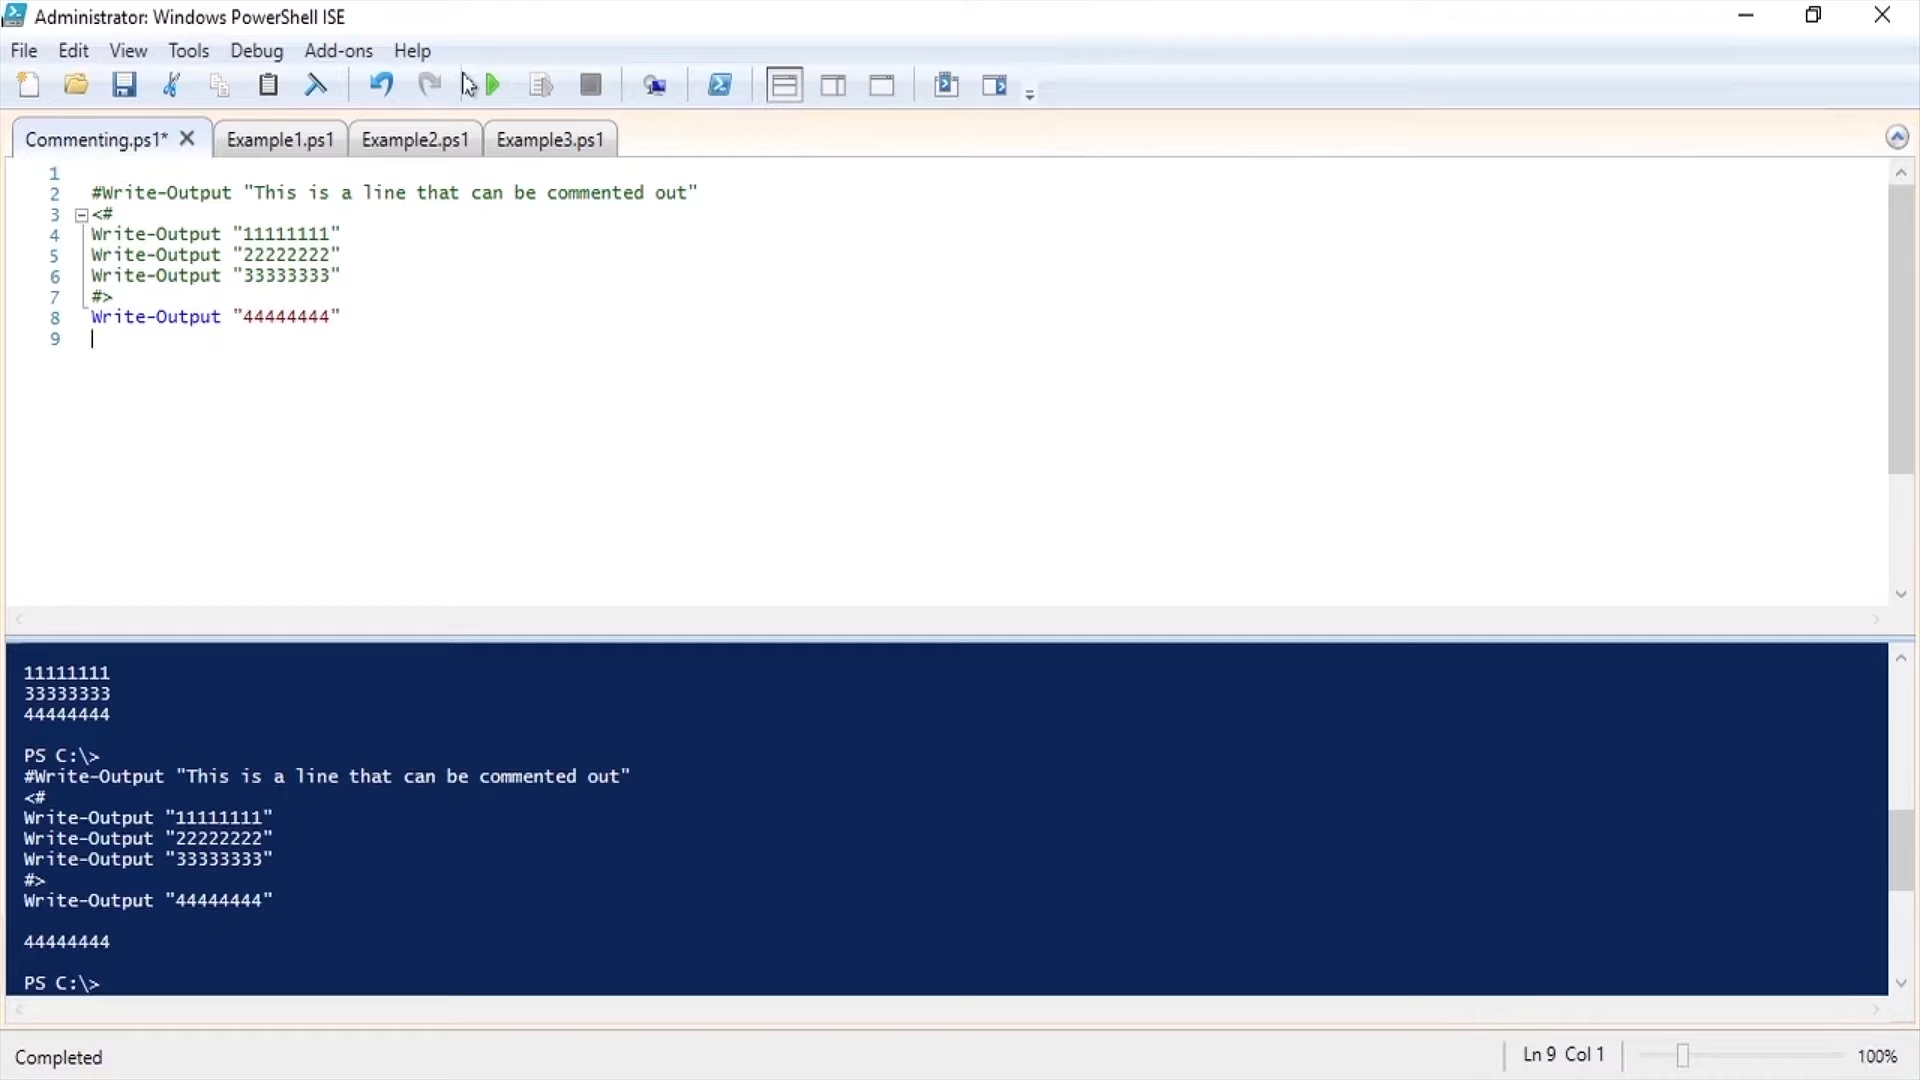 Administrator: Windows PowerShell ISE
File Edit View Tools Debug Add-ons Help
Commenting.ps1* Example1.ps1 Example2.ps1 Example3.ps1
1
2 #Write-Output "This is a line that can be commented out"
3 <#
4 Write-Output "11111111"
5 Write-Output "22222222"
6 Write-Output "33333333"
7 #>
8 Write-Output "44444444"
9
11111111
33333333
44444444
PS C:\>
#Write-Output "This is a line that can be commented out"
<#
Write-Output "11111111"
Write-Output "22222222"
Write-Output "33333333"
#>
Write-Output "44444444"
44444444
PS C:\>
Completed Ln 9 Col 1 100%